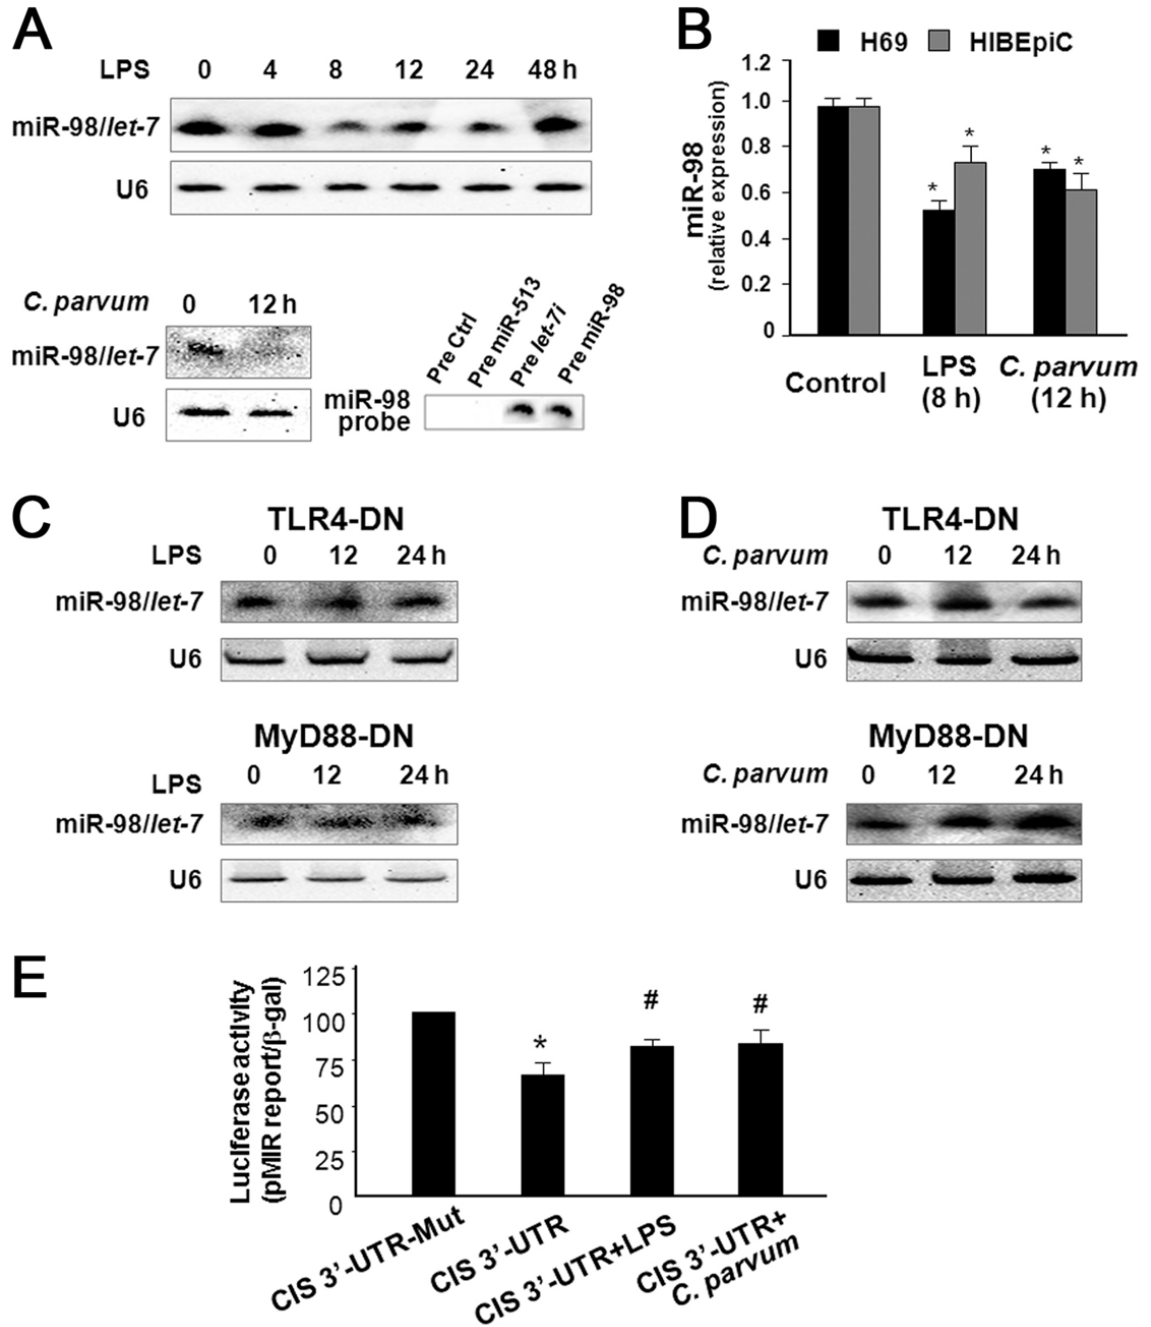 A
LPS 0 4 8 12 24 48 h
miR-98/let-7
U6
C. parvum 0 12 h
miR-98/let-7
U6
Pre Ctrl
Pre miR-513
Pre let-7i
Pre miR-98
miR-98
probe
B
H69 HIBEpiC
miR-98
(relative expression)
1.2
1.0
0.8
0.6
0.4
0.2
0
* * * *
Control
LPS
(8 h)
C. parvum
(12 h)
C
TLR4-DN
LPS 0 12 24 h
miR-98/let-7
U6
MyD88-DN
LPS 0 12 24 h
miR-98/let-7
U6
D
TLR4-DN
C. parvum 0 12 24 h
miR-98/let-7
U6
MyD88-DN
C. parvum 0 12 24 h
miR-98/let-7
U6
E
Luciferase activity
(pMIR report/β-gal)
125
100
75
50
25
0
* # #
CIS 3'-UTR-Mut
CIS 3'-UTR
CIS 3'-UTR+LPS
CIS 3'-UTR+
C. parvum